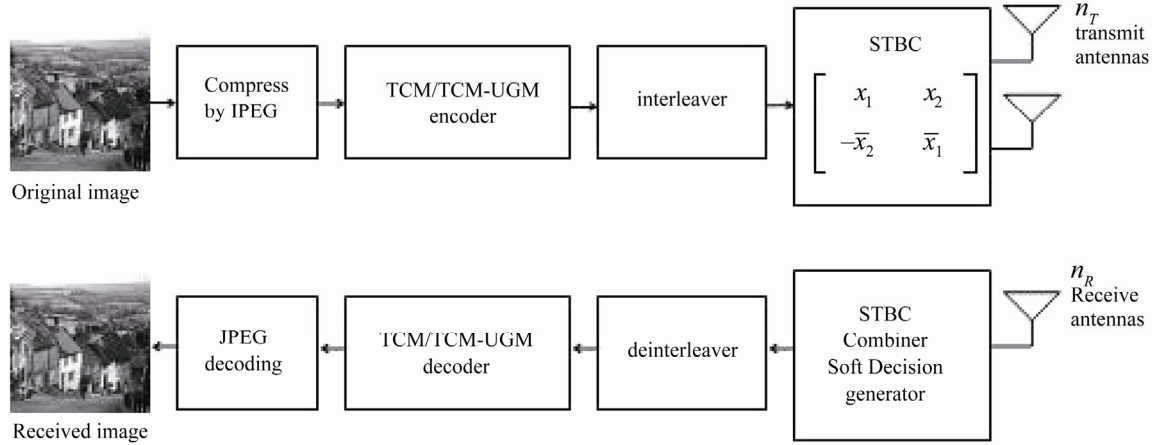 Original image
Compress
by IPEG
TCM/TCM-UGM
encoder
interleaver
STBC
x1 x2
−x̅2 x̅1
nT
transmit
antennas
Received image
JPEG
decoding
TCM/TCM-UGM
decoder
deinterleaver
STBC
Combiner
Soft Decision
generator
nR
Receive
antennas